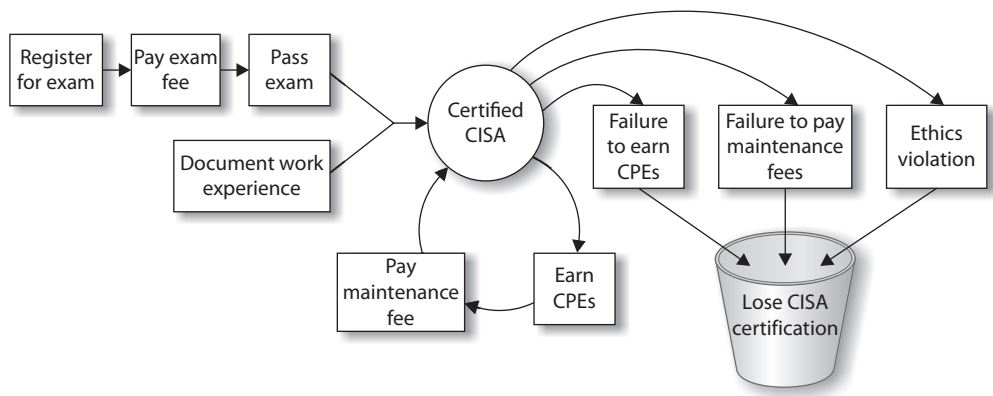 Register
for exam
Pay exam
fee
Pass
exam
Document work
experience
Certified
CISA
Failure
to earn
CPEs
Failure to pay
maintenance
fees
Ethics
violation
Pay
maintenance
fee
Earn
CPEs
Lose CISA
certification